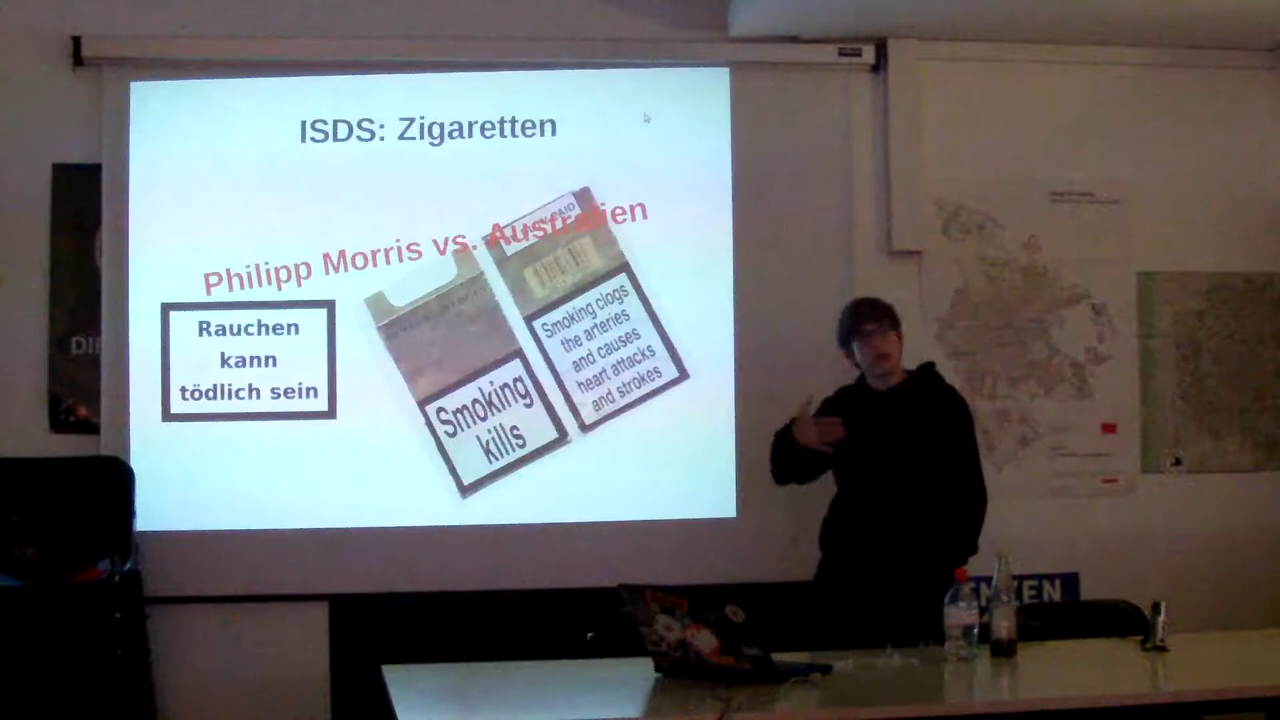 ISDS: Zigaretten
Philipp Morris vs. Australien
Rauchen
kann
tödlich sein
Smoking
kills
PAID
Smoking clogs
the arteries
and causes
heart attacks
and strokes